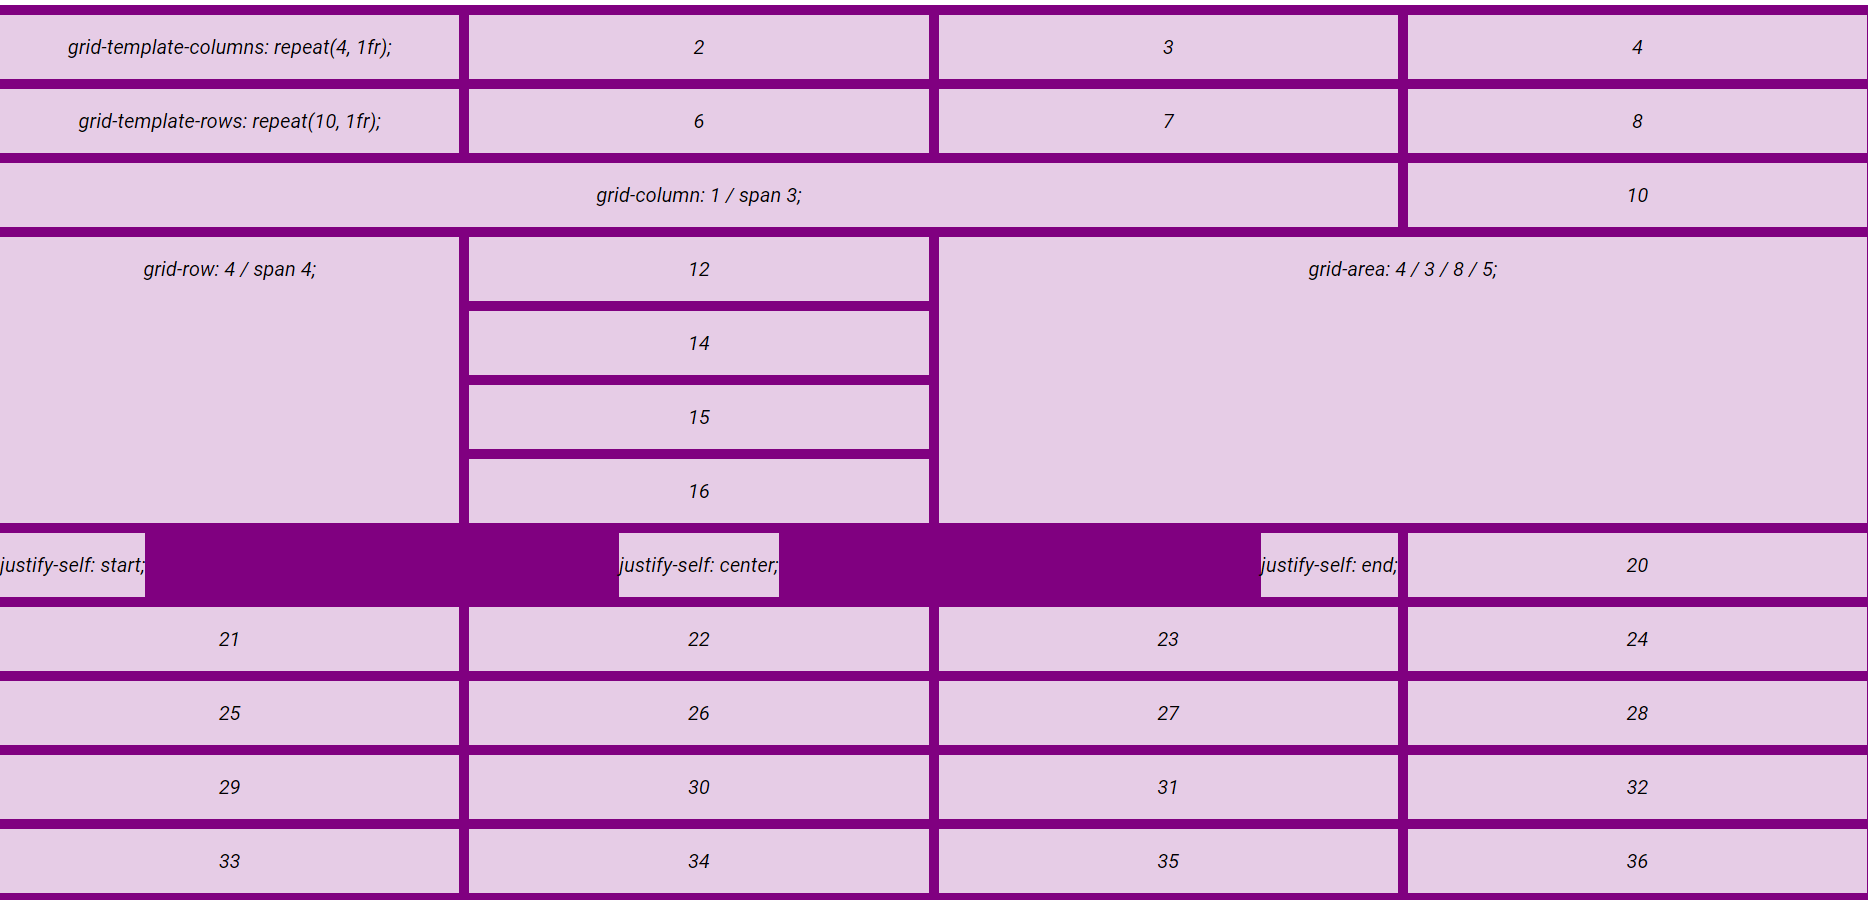 grid-template-columns: repeat(4, 1fr); 2 3 4
grid-template-rows: repeat(10, 1fr); 6 7 8
grid-column: 1 / span 3; 10
grid-row: 4 / span 4; 12 grid-area: 4 / 3 / 8 / 5;
14
15
16
justify-self: start; justify-self: center; justify-self: end; 20
21 22 23 24
25 26 27 28
29 30 31 32
33 34 35 36